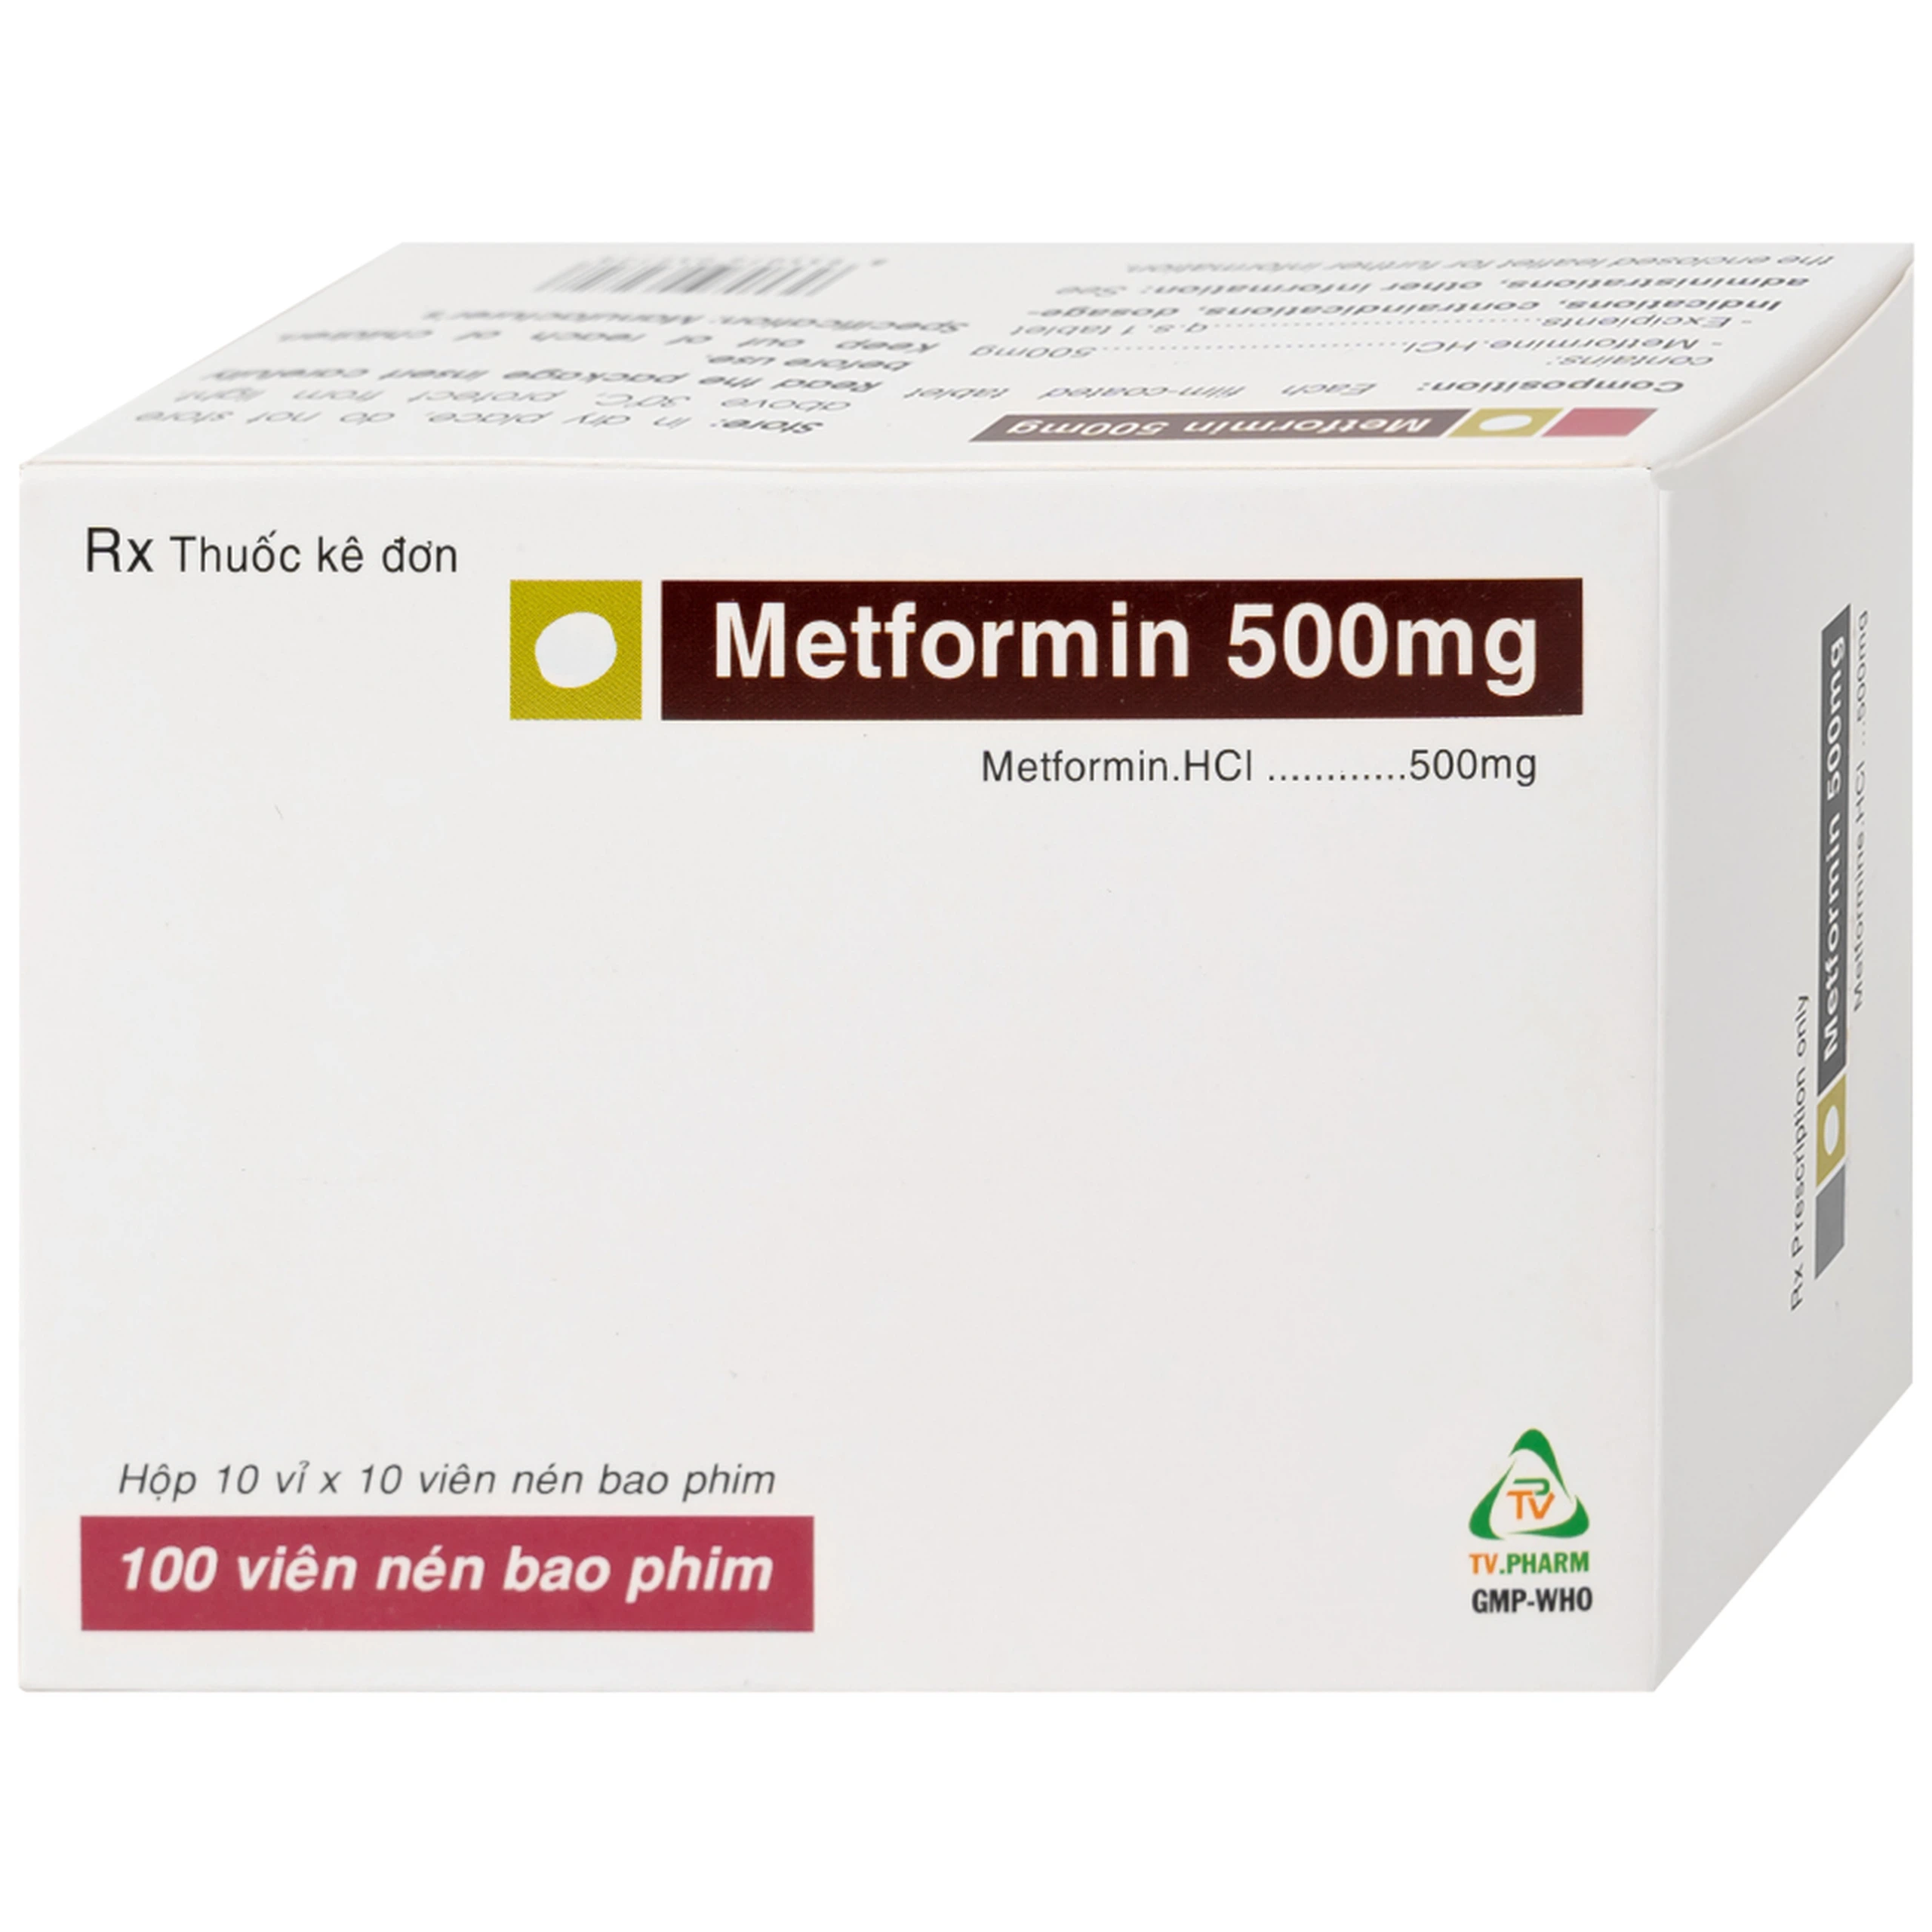 Rx Thuốc kê đơn
Metformin 500mg
Metformin.HCl ............500mg
Hộp 10 vỉ x 10 viên nén bao phim
100 viên nén bao phim
TV
TV.PHARM
GMP-WHO
Metformin 500mg
Composition: Each film-coated tablet
contains:
- Metformine.HCl............................500mg
- Excipients............................q.s.1 tablet
Indications, contraindications, dosage-
administrations, other information: See
the enclosed leaflet for further information.
Store: In dry place, do not store
above 30°C, protect from light.
Read the package insert carefully
before use.
Keep out of reach of children.
Specification: Manufacturer's
Rx Prescription only
Metformin 500mg
Metformine.HCl ...500mg